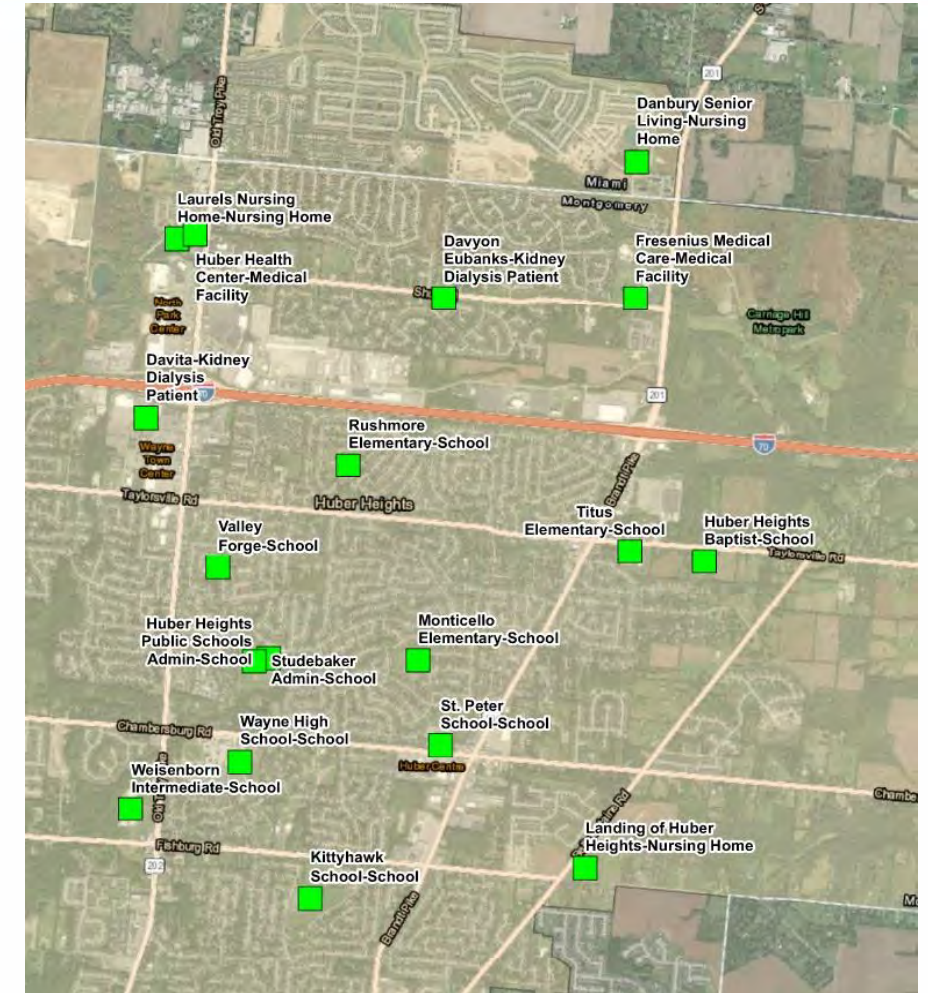 201
Old Troy Pike
Danbury Senior
Living-Nursing
Home
Miami
Montgomery
Laurels Nursing
Home-Nursing Home
Huber Health
Center-Medical
Facility
Davyon
Eubanks-Kidney
Dialysis Patient
Fresenius Medical
Care-Medical
Facility
North
Park
Center
Carriage Hill
Metropark
Davita-Kidney
Dialysis
Patient
201
70
Rushmore
Elementary-School
Wayne
Town
Center
Brandt Pike
Taylorsville Rd
Huber Heights
Titus
Elementary-School
Huber Heights
Baptist-School
Taylorsville Rd
Valley
Forge-School
Huber Heights
Public Schools
Admin-School
Studebaker
Admin-School
Monticello
Elementary-School
St. Peter
School-School
Chambersburg Rd
Wayne High
School-School
Huber Centre
Weisenborn
Intermediate-School
Fishburg Rd
202
Landing of Huber
Heights-Nursing Home
Kittyhawk
School-School
Brandt Pike